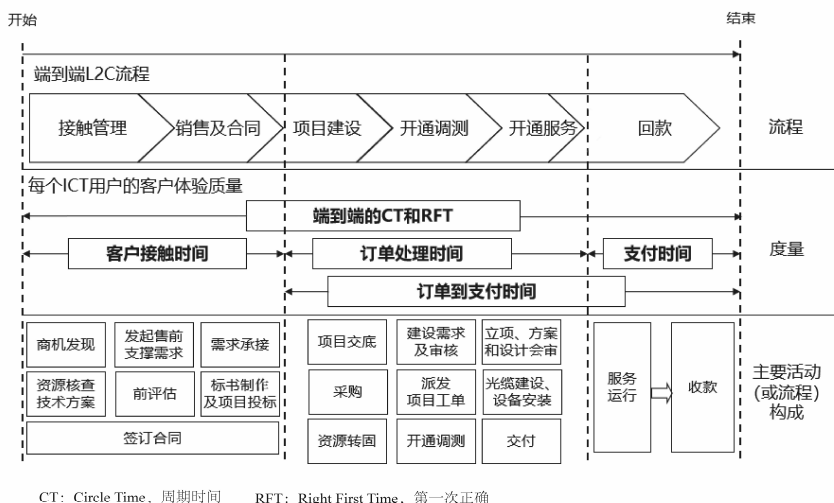 开始
结束
端到端L2C流程
接触管理
销售及合同
项目建设
开通调测
开通服务
回款
流程
每个ICT用户的客户体验质量
端到端的CT和RFT
客户接触时间
订单处理时间
支付时间
度量
订单到支付时间
商机发现
发起售前
支撑需求
需求承接
资源核查
技术方案
前评估
标书制作
及项目投标
签订合同
项目交底
建设需求
及审核
立项、方案
和设计会审
采购
派发
项目工单
光缆建设、
设备安装
资源转固
开通调测
交付
服务
运行
收款
主要活动
(或流程)
构成
CT：Circle Time，周期时间 RFT：Right First Time，第一次正确